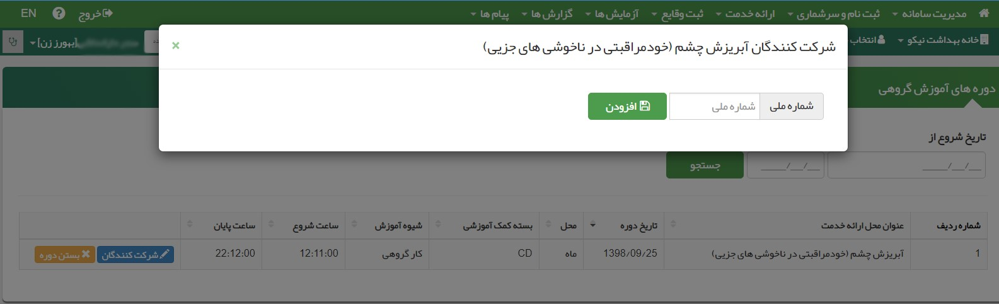 مدیریت سامانه ثبت نام و سرشماری ارائه خدمت ثبت وقایع آزمایش ها گزارش ها پیام ها خروج EN
خانه بهداشت نیکو انتخاب [بهورز زن]
شرکت کنندگان آبریزش چشم (خودمراقبتی در ناخوشی های جزیی) ×
دوره های آموزش گروهی
شماره ملی شماره ملی افزودن
تاریخ شروع از
__/__/____ __/__/____ جستجو
شماره ردیف عنوان محل ارائه خدمت تاریخ دوره محل بسته کمک آموزشی شیوه آموزش ساعت شروع ساعت پایان
1 آبریزش چشم (خودمراقبتی در ناخوشی های جزیی) 1398/09/25 ماه CD کار گروهی 12:11:00 22:12:00 شرکت کنندگان بستن دوره